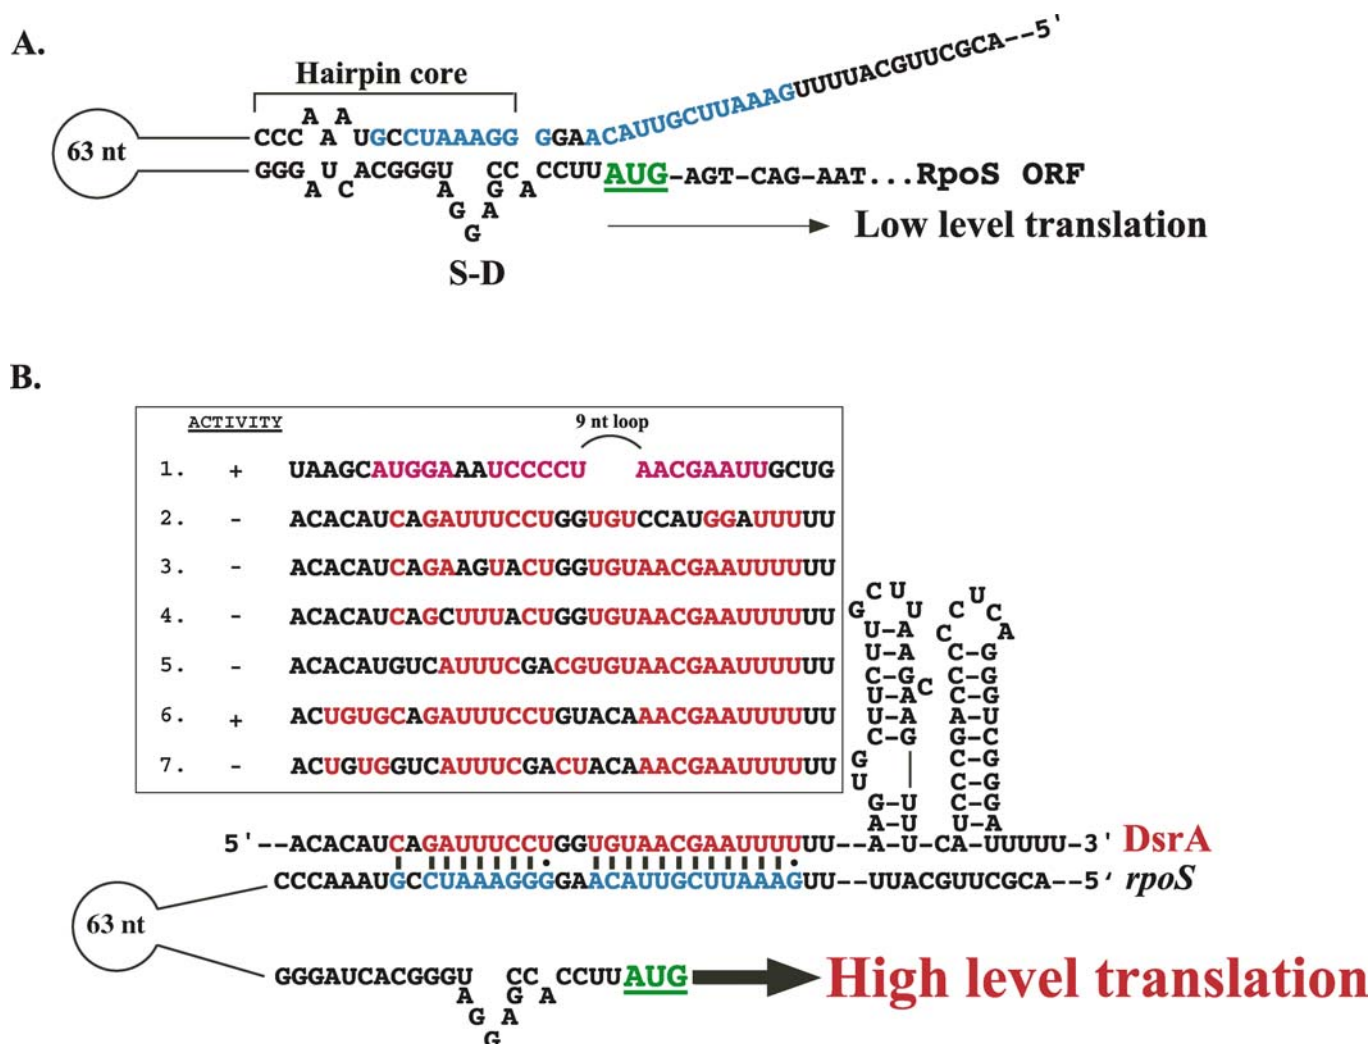 A.
ACAUUGCUUAAAGUUUUACGUUCGCA--5'
Hairpin core
A A
CCC A UGCCUAAAGG GGA
63 nt
GGG U ACGGGU CC CCUU AUG-AGT-CAG-AAT...RpoS ORF
A C A G A
G A
G
Low level translation
S-D
B.
ACTIVITY
9 nt loop
1. + UAAGCAUGGAAAUCCCCU AACGAAUUGCUG
2. - ACACAUCAGAUUUCCUGGUGUCCAUGGAUUUUU
3. - ACACAUCAGAAGUACUGGUGUAACGAAUUUUUU
4. - ACACAUCAGCUUUACUGGUGUAACGAAUUUUUU
5. - ACACAUGUCAUUUCGACGUGUAACGAAUUUUUU
6. + ACUGUGCAGAUUUCCUGUACAAACGAAUUUUUU
7. - ACUGUGGUCAUUUCGACUACAAACGAAUUUUUU
C U
G U
U-A
U-A
C-G C
U-A
U-A
C-G
G
U
G-U
A-U
U
C C
C A
C-G
C-G
C-G
A-U
G-C
C-G
C-G
C-G
U-A
5'--ACACAUCAGAUUUCCUGGUGUAACGAAUUUUUU--A-U-CA-UUUUU-3' DsrA
CCCAAAUGCCUAAAGGGGAACAUUGCUUAAAGUU--UUACGUUCGCA--5' rpoS
63 nt
GGGAUCACGGGU CC CCUU AUG High level translation
A G A
G A
G